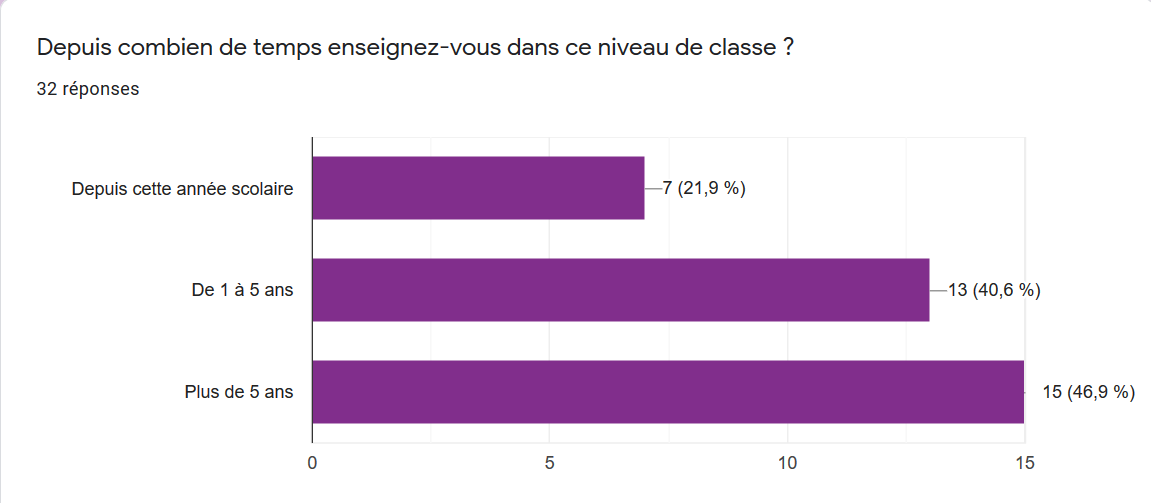 Depuis combien de temps enseignez-vous dans ce niveau de classe ?
32 réponses
Depuis cette année scolaire
7 (21,9 %)
De 1 à 5 ans
13 (40,6 %)
Plus de 5 ans
15 (46,9 %)
0 5 10 15